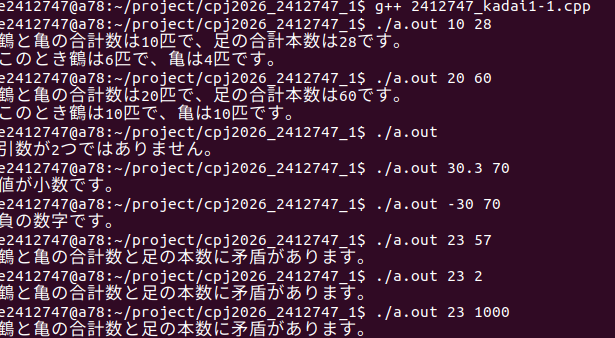 e2412747@a78:~/project/cpj2026_2412747_1$ g++ 2412747_kadai1-1.cpp
e2412747@a78:~/project/cpj2026_2412747_1$ ./a.out 10 28
鶴と亀の合計数は10匹で、足の合計本数は28です。
このとき鶴は6匹で、亀は4匹です。
e2412747@a78:~/project/cpj2026_2412747_1$ ./a.out 20 60
鶴と亀の合計数は20匹で、足の合計本数は60です。
このとき鶴は10匹で、亀は10匹です。
e2412747@a78:~/project/cpj2026_2412747_1$ ./a.out
引数が2つではありません。
e2412747@a78:~/project/cpj2026_2412747_1$ ./a.out 30.3 70
値が小数です。
e2412747@a78:~/project/cpj2026_2412747_1$ ./a.out -30 70
負の数字です。
e2412747@a78:~/project/cpj2026_2412747_1$ ./a.out 23 57
鶴と亀の合計数と足の本数に矛盾があります。
e2412747@a78:~/project/cpj2026_2412747_1$ ./a.out 23 2
鶴と亀の合計数と足の本数に矛盾があります。
e2412747@a78:~/project/cpj2026_2412747_1$ ./a.out 23 1000
鶴と亀の合計数と足の本数に矛盾があります。